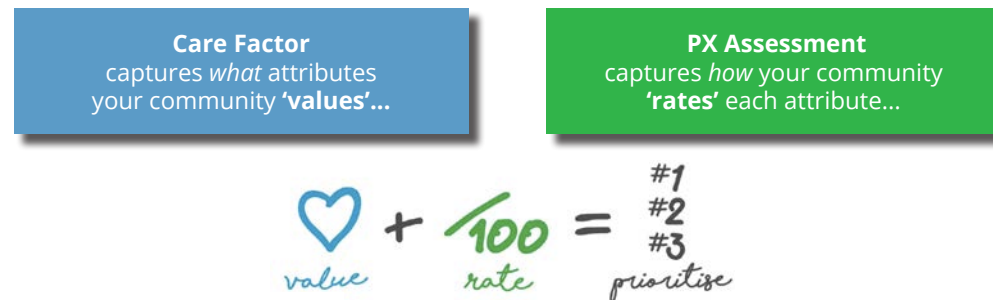 Care Factor
captures what attributes
your community ‘values’...
PX Assessment
captures how your community
‘rates’ each attribute...
+ /100 =
#1
#2
#3
value
rate
prioritise